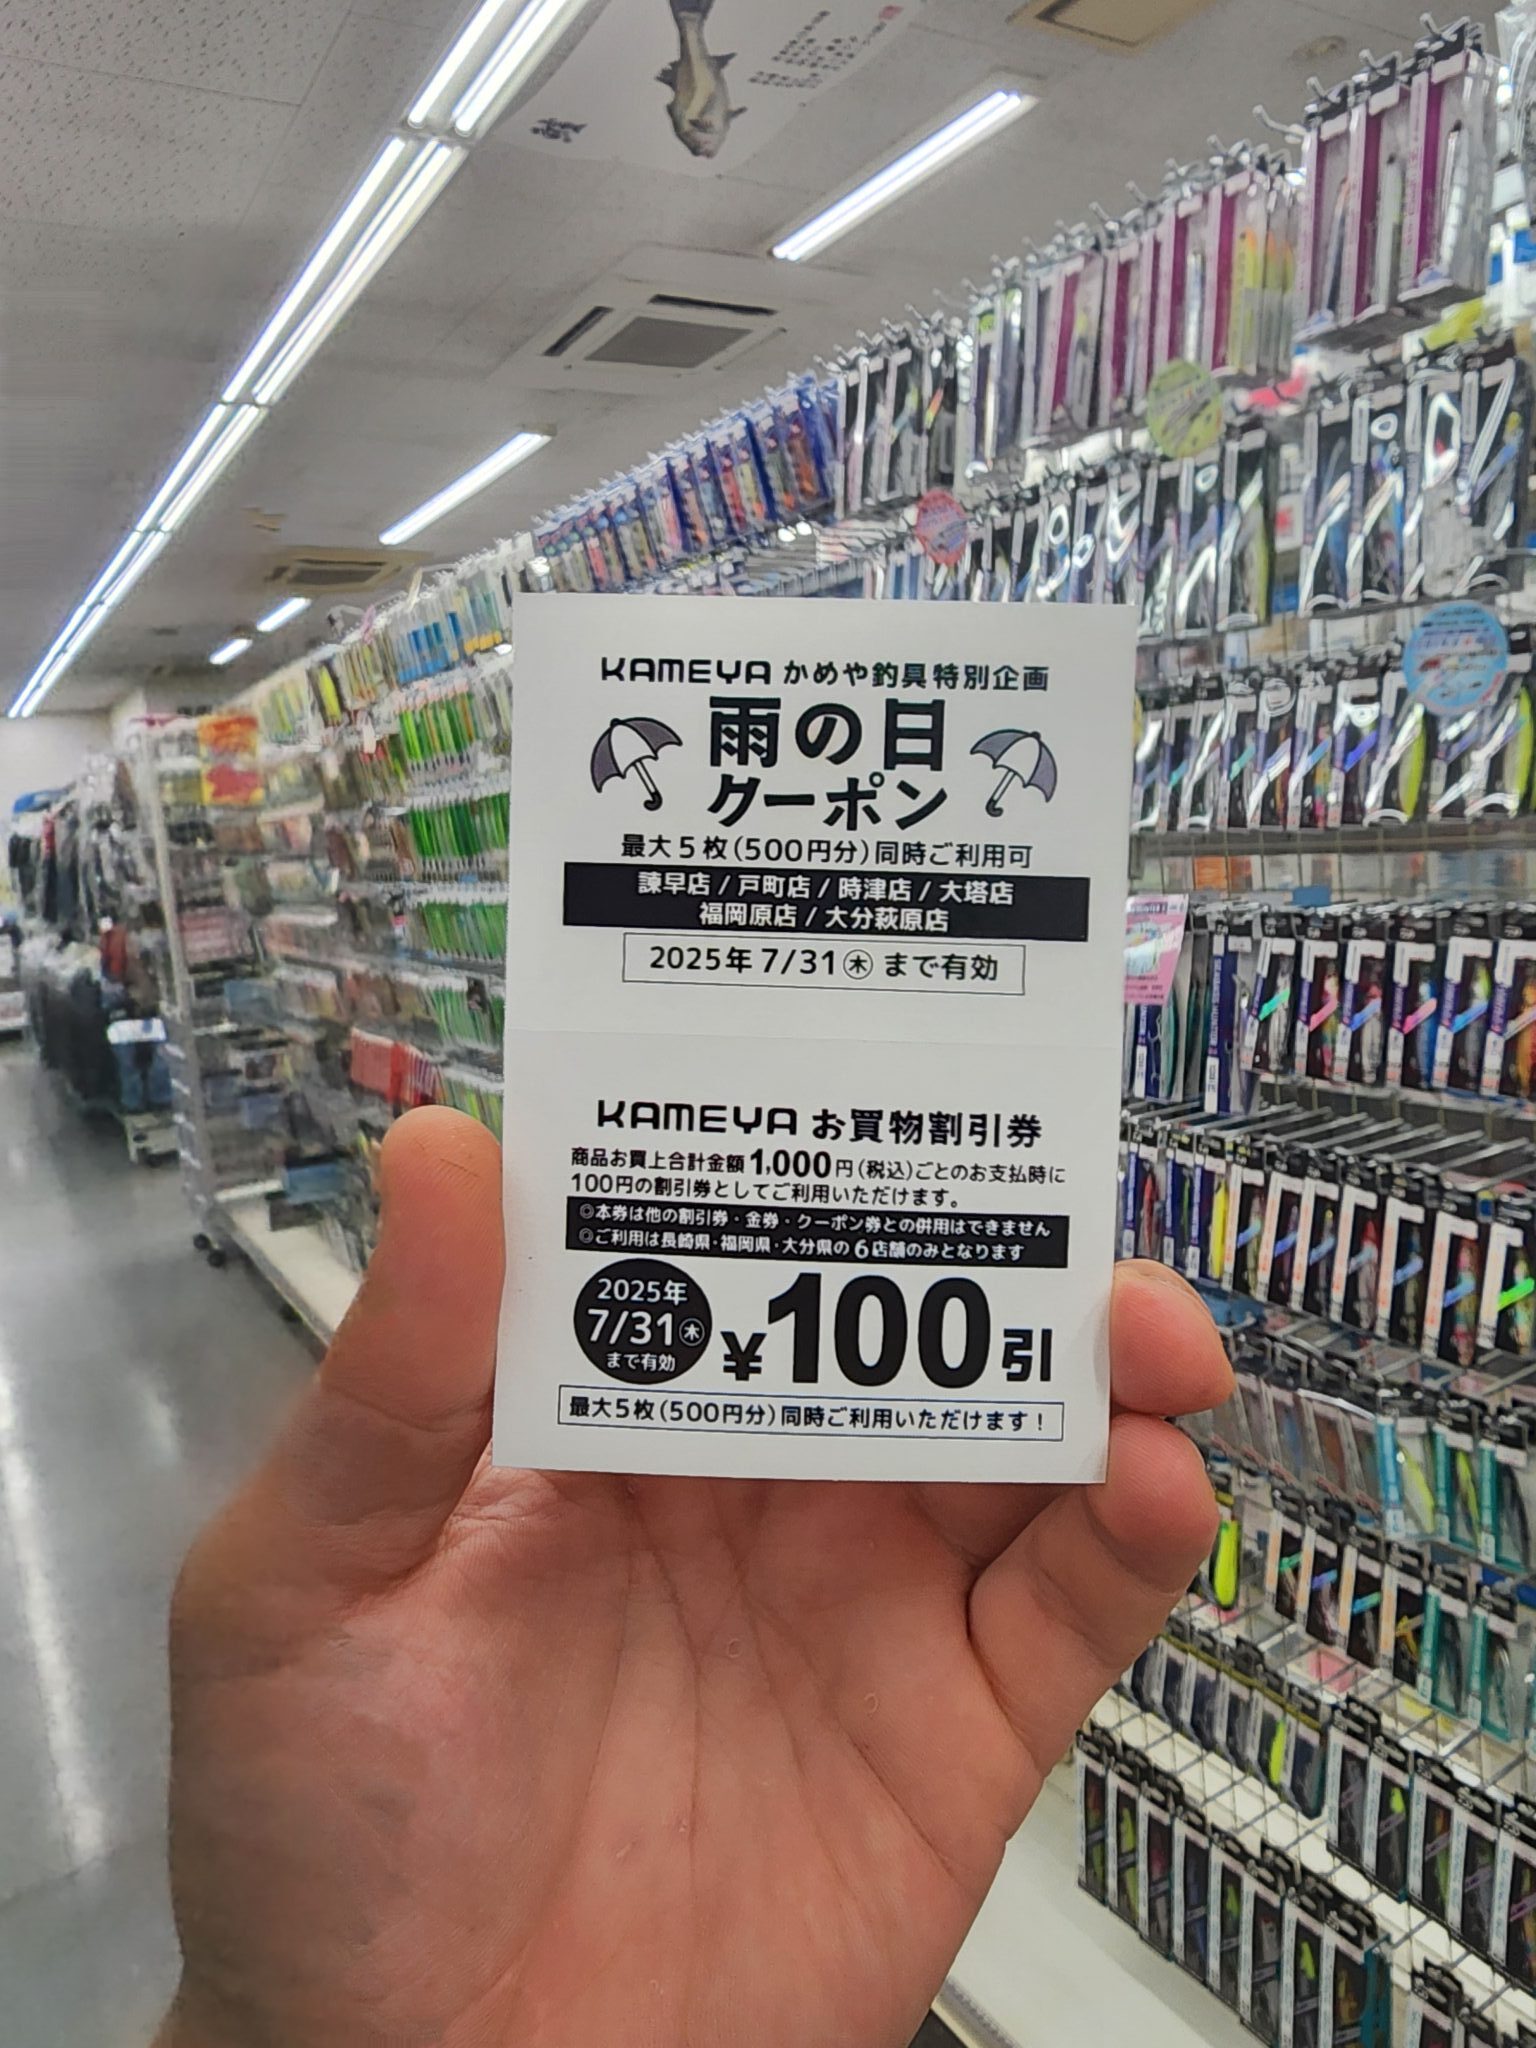 KAMEYA かめや釣具特別企画
雨の日
クーポン
最大5枚(500円分)同時ご利用可
諫早店 / 戸町店 / 時津店 / 大塔店
福岡原店 / 大分萩原店
2025年7/31㊍まで有効
KAMEYA お買物割引券
商品お買上合計金額1,000円(税込)ごとのお支払時に
100円の割引券としてご利用いただけます。
◎本券は他の割引券・金券・クーポン券との併用はできません
◎ご利用は長崎県・福岡県・大分県の6店舗のみとなります
2025年
7/31㊍
まで有効
¥100引
最大5枚(500円分)同時ご利用いただけます！